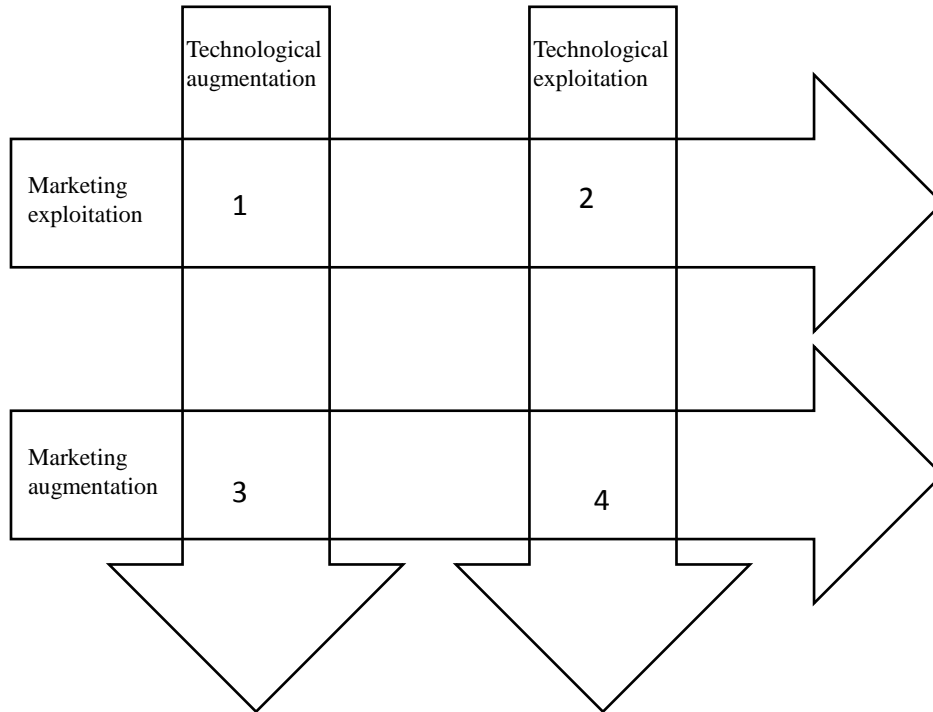 Technological
augmentation
Technological
exploitation
Marketing
exploitation
1
2
Marketing
augmentation
3
4